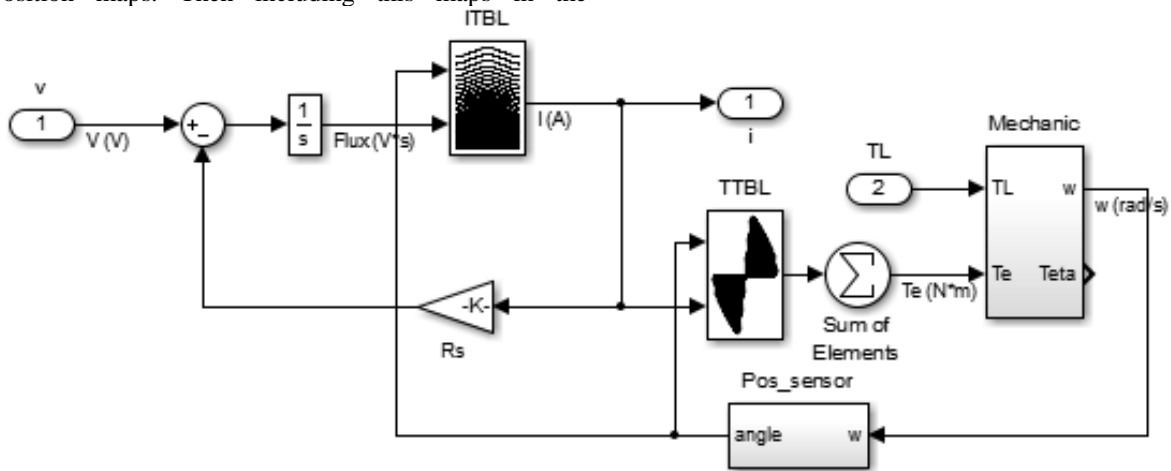 position maps. Then including this maps in the
ITBL
v
1
V (V)
+
-
1
s
Flux (V*s)
I (A)
1
i
Mechanic
TL
2
TL
w
w (rad/s)
TTBL
Te
Teta
Te (N*m)
-K-
Rs
Sum of
Elements
Pos_sensor
angle
w